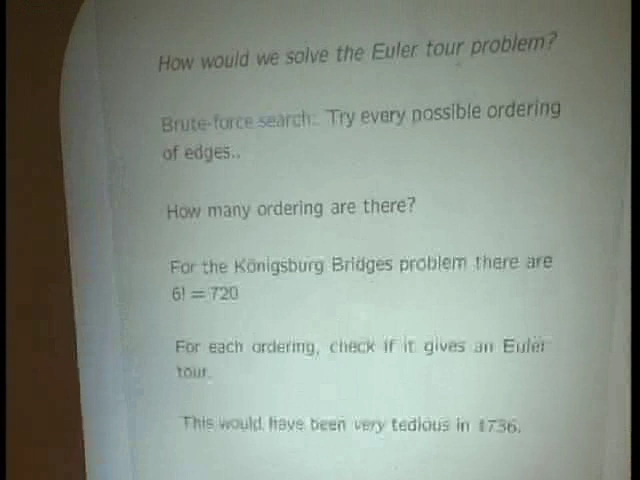 How would we solve the Euler tour problem?
Brute-force search:. Try every possible ordering
of edges..
How many ordering are there?
For the Königsburg Bridges problem there are
6! = 720
For each ordering, check if it gives an Euler
tour.
This would have been very tedious in 1736.